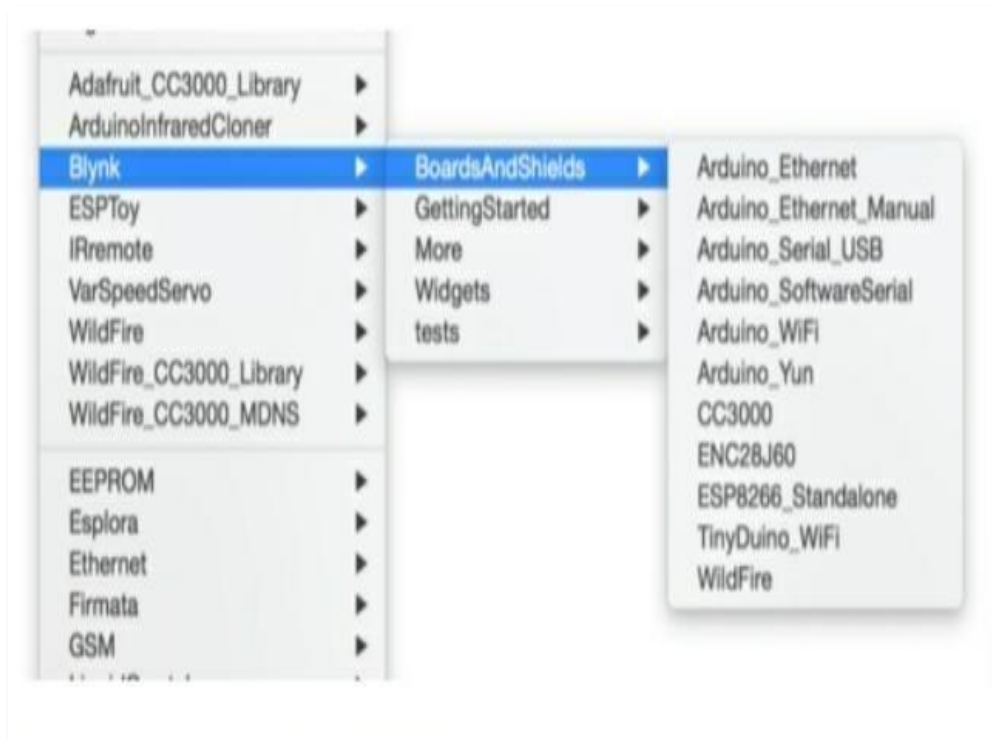 Adafruit_CC3000_Library
ArduinoInfraredCloner
Blynk
ESPToy
IRremote
VarSpeedServo
WildFire
WildFire_CC3000_Library
WildFire_CC3000_MDNS
EEPROM
Esplora
Ethernet
Firmata
GSM
BoardsAndShields
GettingStarted
More
Widgets
tests
Arduino_Ethernet
Arduino_Ethernet_Manual
Arduino_Serial_USB
Arduino_SoftwareSerial
Arduino_WiFi
Arduino_Yun
CC3000
ENC28J60
ESP8266_Standalone
TinyDuino_WiFi
WildFire